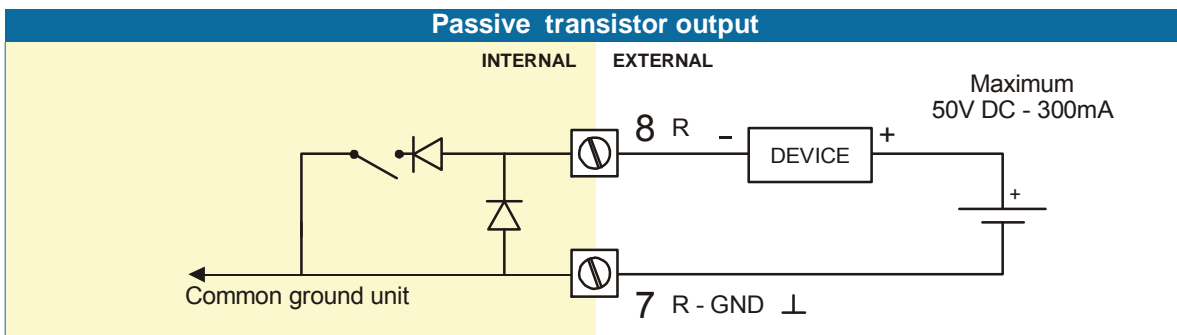 Passive transistor output
INTERNAL EXTERNAL
Maximum
50V DC - 300mA
8 R - DEVICE +
+
Common ground unit
7 R - GND ⊥